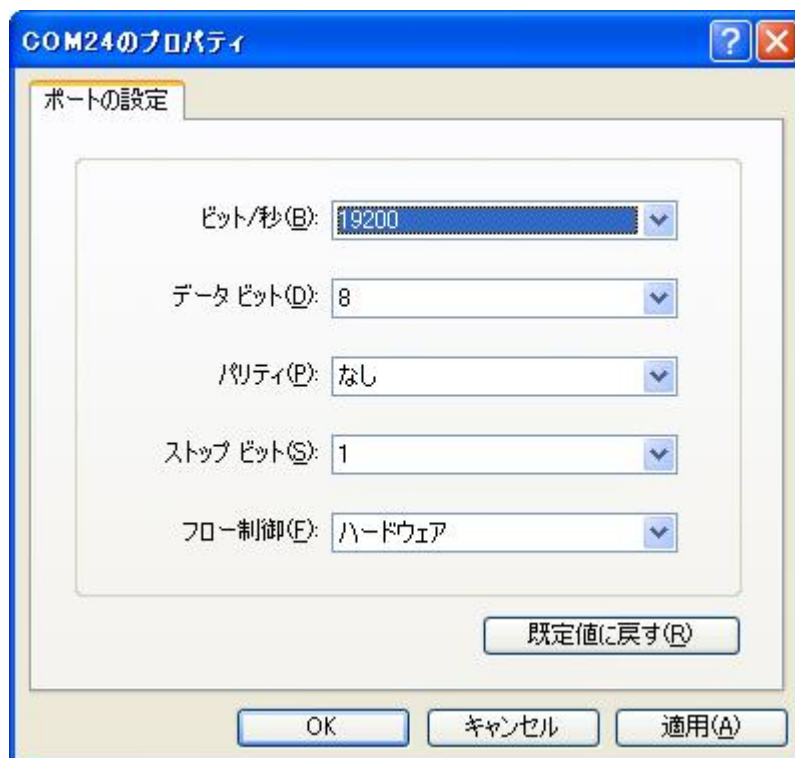 COM24のプロパティ
ポートの設定
ビット/秒(B): 19200
データ ビット(D): 8
パリティ(P): なし
ストップ ビット(S): 1
フロー制御(F): ハードウェア
既定値に戻す(R)
OK キャンセル 適用(A)